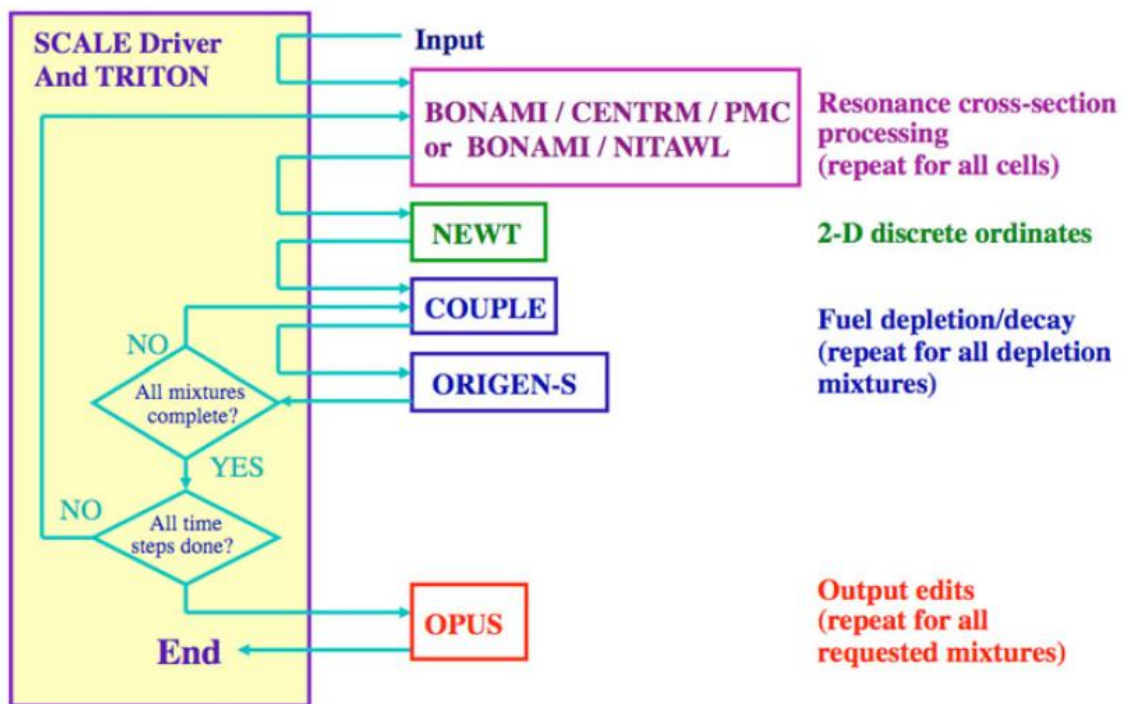 SCALE Driver
And TRITON
Input
BONAMI / CENTRM / PMC
or BONAMI / NITAWL
Resonance cross-section
processing
(repeat for all cells)
NEWT
2-D discrete ordinates
COUPLE
Fuel depletion/decay
(repeat for all depletion
mixtures)
NO
All mixtures
complete?
ORIGEN-S
YES
NO
All time
steps done?
OPUS
Output edits
(repeat for all
requested mixtures)
End